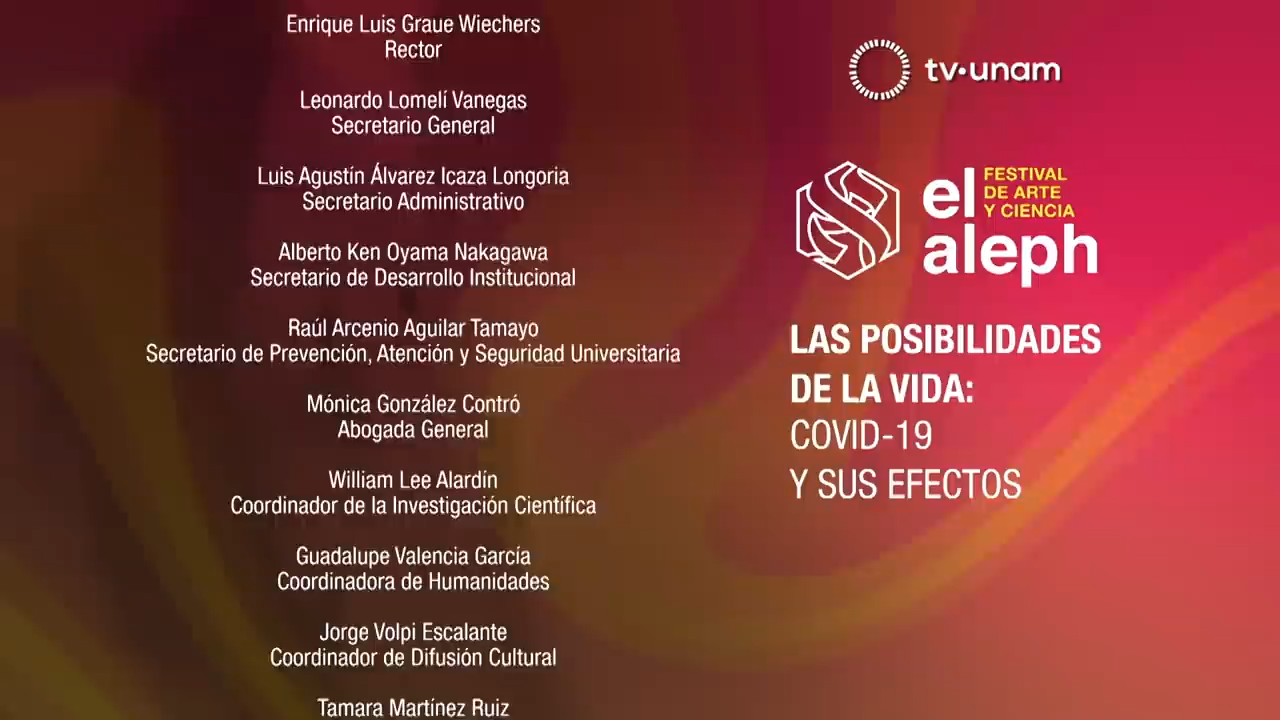 Enrique Luis Graue Wiechers
Rector
Leonardo Lomelí Vanegas
Secretario General
Luis Agustín Álvarez Icaza Longoria
Secretario Administrativo
Alberto Ken Oyama Nakagawa
Secretario de Desarrollo Institucional
Raúl Arcenio Aguilar Tamayo
Secretario de Prevención, Atención y Seguridad Universitaria
Mónica González Contró
Abogada General
William Lee Alardín
Coordinador de la Investigación Científica
Guadalupe Valencia García
Coordinadora de Humanidades
Jorge Volpi Escalante
Coordinador de Difusión Cultural
Tamara Martínez Ruiz
tv·unam
el
aleph
FESTIVAL
DE ARTE
Y CIENCIA
LAS POSIBILIDADES
DE LA VIDA:
COVID-19
Y SUS EFECTOS